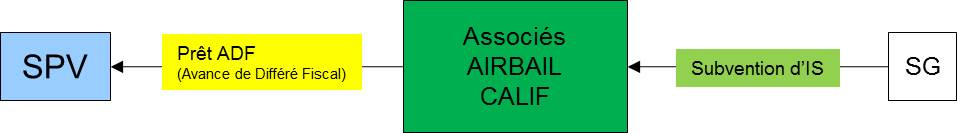 SPV
Prêt ADF
(Avance de Différé Fiscal)
Associés
AIRBAIL
CALIF
Subvention d'IS
SG